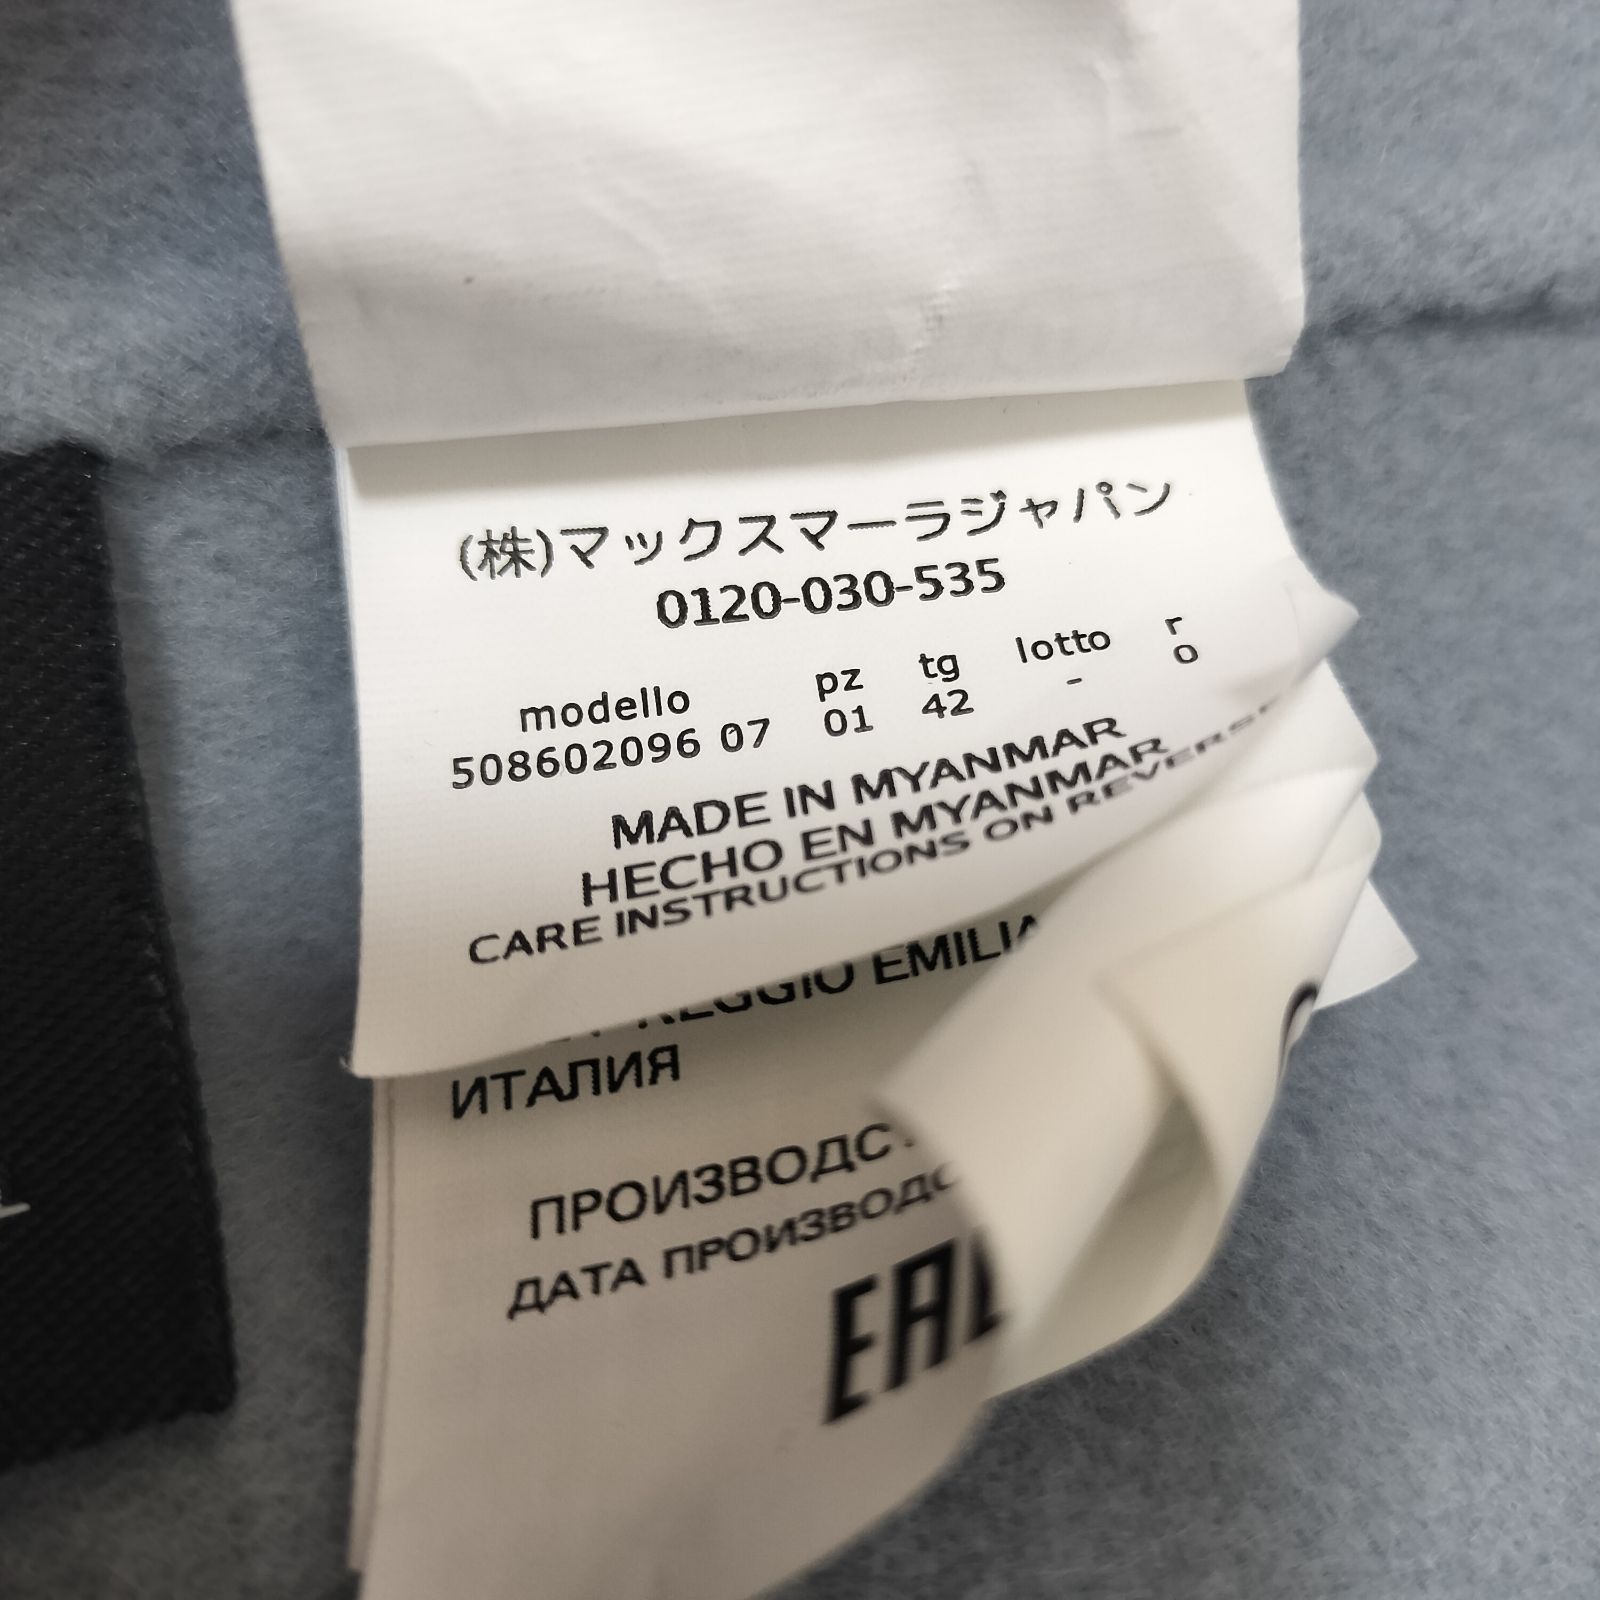 (株)マックスマーラジャパン
0120-030-535
modello pz tg lotto r
508602096 07 01 42 - 0
MADE IN MYANMAR
HECHO EN MYANMAR
CARE INSTRUCTIONS ON REVERSE
REGGIO EMILIA
ИТАЛИЯ
ДАТА
EAC